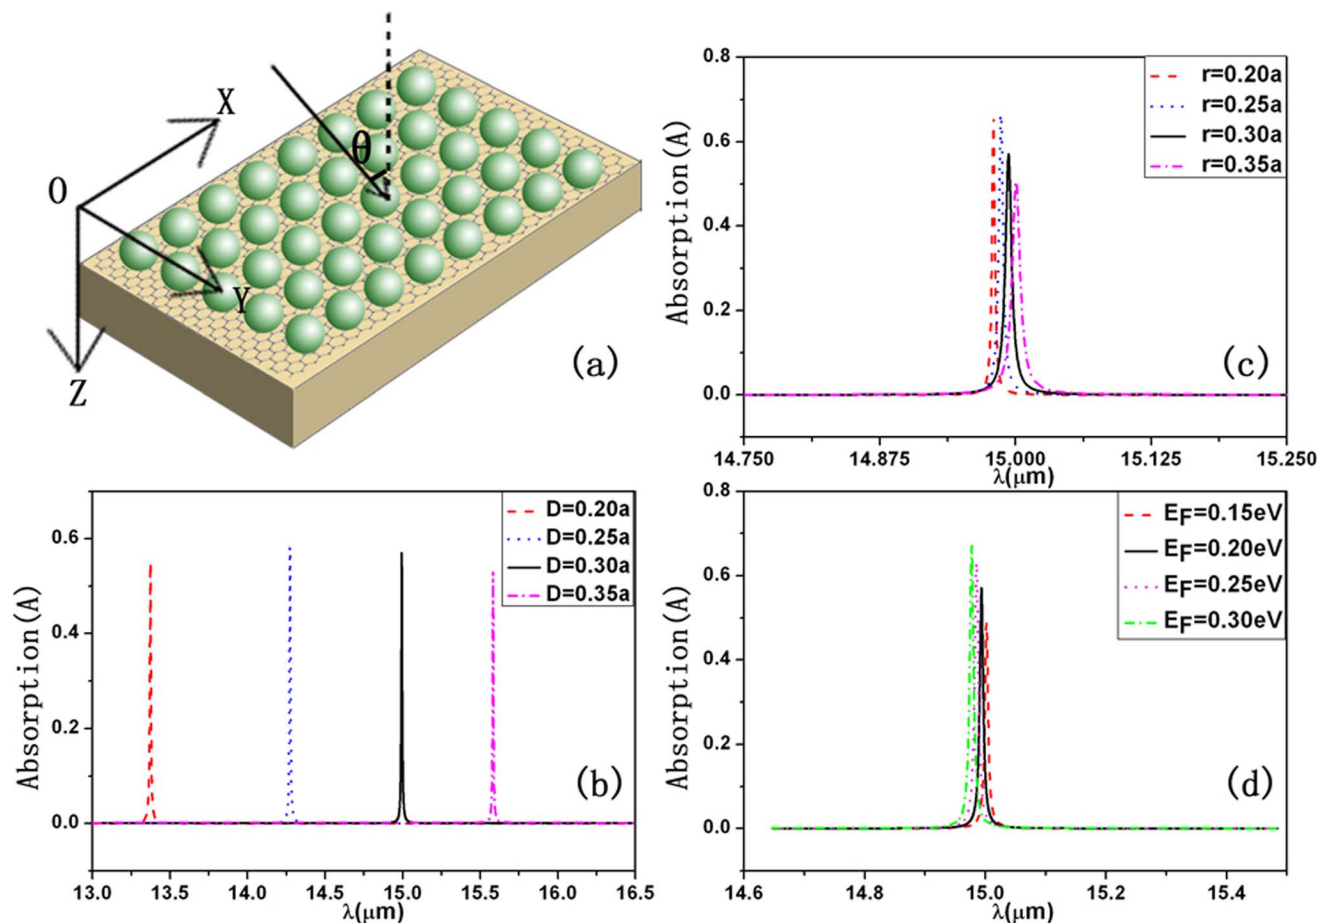 X
O
θ
Y
Z
(a)
Absorption(A)
0.8
0.6
0.4
0.2
0.0
r=0.20a
r=0.25a
r=0.30a
r=0.35a
(c)
14.750 14.875 15.000 15.125 15.250
λ(μm)
Absorption(A)
0.6
0.4
0.2
0.0
D=0.20a
D=0.25a
D=0.30a
D=0.35a
(b)
13.0 13.5 14.0 14.5 15.0 15.5 16.0 16.5
λ(μm)
Absorption(A)
0.8
0.6
0.4
0.2
0.0
EF=0.15eV
EF=0.20eV
EF=0.25eV
EF=0.30eV
(d)
14.6 14.8 15.0 15.2 15.4
λ(μm)